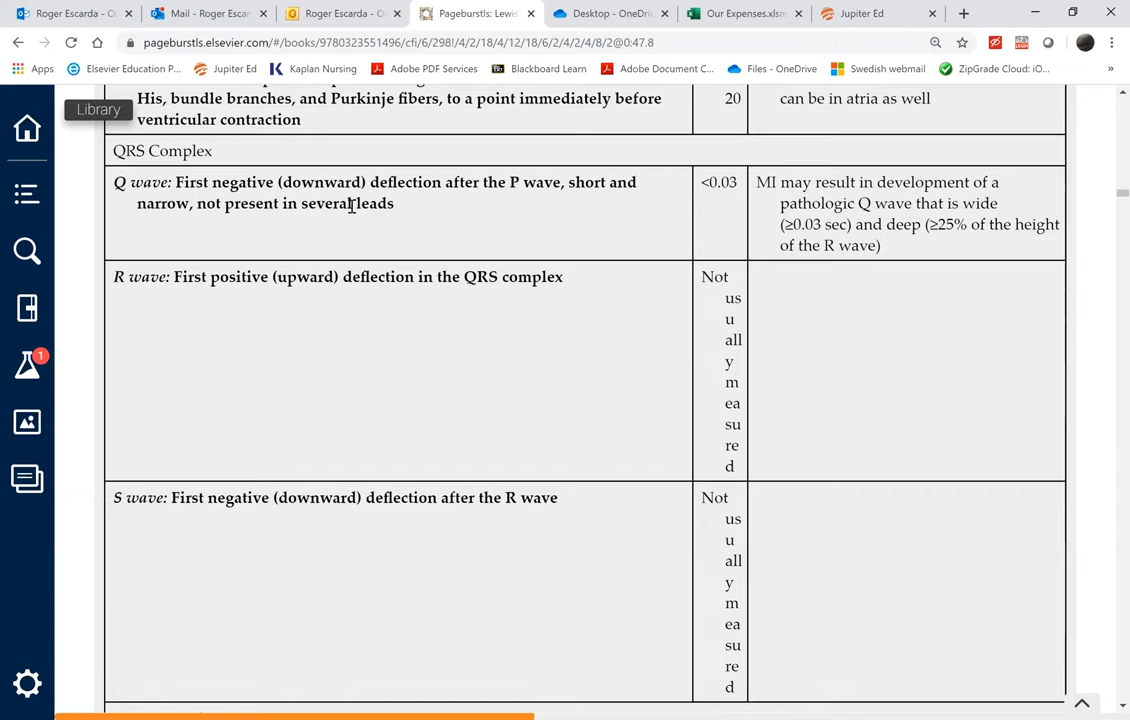 Roger Escarda - Ou
Mail - Roger Escar
Roger Escarda - O
Pageburstls: Lewis
Desktop - OneDriv
Our Expenses.xlsm
Jupiter Ed
pageburstls.elsevier.com/#/books/9780323551496/cfi/6/298!/4/2/18/4/12/18/6/2/4/2/4/8/2@0:47.8
Apps
Elsevier Education P...
Jupiter Ed
Kaplan Nursing
Adobe PDF Services
Blackboard Learn
Adobe Document C...
Files - OneDrive
Swedish webmail
ZipGrade Cloud: iO...
»
Library
1
His, bundle branches, and Purkinje fibers, to a point immediately before
ventricular contraction
20
can be in atria as well
QRS Complex
Q wave: First negative (downward) deflection after the P wave, short and
narrow, not present in several leads
<0.03
MI may result in development of a
pathologic Q wave that is wide
(≥0.03 sec) and deep (≥25% of the height
of the R wave)
R wave: First positive (upward) deflection in the QRS complex
Not
us
u
all
y
m
ea
su
re
d
S wave: First negative (downward) deflection after the R wave
Not
us
u
all
y
m
ea
su
re
d